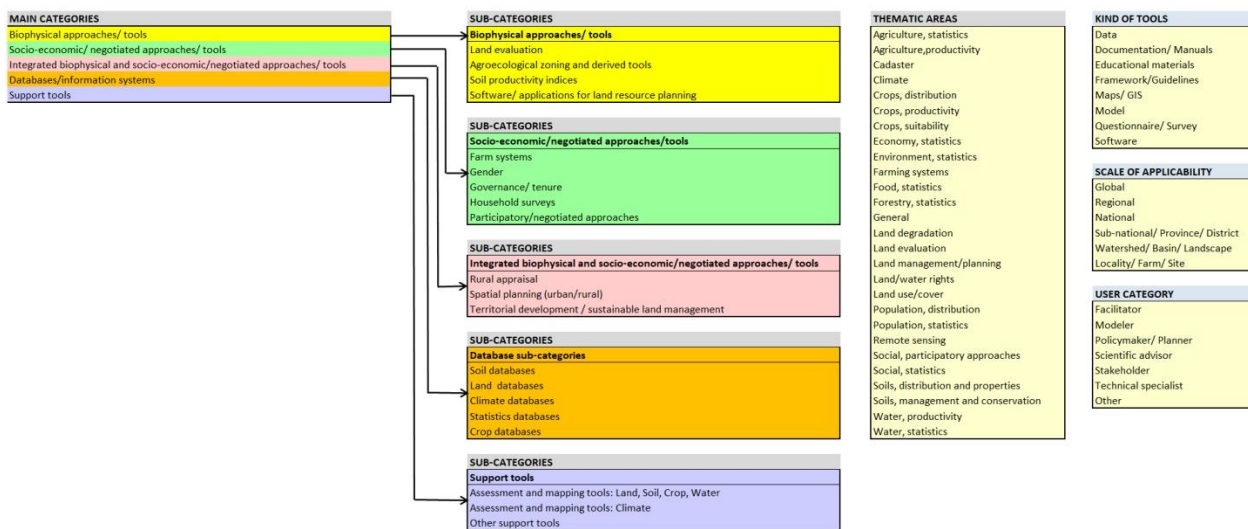 MAIN CATEGORIES
Biophysical approaches/ tools
Socio-economic/ negotiated approaches/ tools
Integrated biophysical and socio-economic/negotiated approaches/ tools
Databases/information systems
Support tools
SUB-CATEGORIES
Biophysical approaches/ tools
Land evaluation
Agroecological zoning and derived tools
Soil productivity indices
Software/ applications for land resource planning
SUB-CATEGORIES
Socio-economic/negotiated approaches/tools
Farm systems
Gender
Governance/ tenure
Household surveys
Participatory/negotiated approaches
SUB-CATEGORIES
Integrated biophysical and socio-economic/negotiated approaches/ tools
Rural appraisal
Spatial planning (urban/rural)
Territorial development / sustainable land management
SUB-CATEGORIES
Database sub-categories
Soil databases
Land databases
Climate databases
Statistics databases
Crop databases
SUB-CATEGORIES
Support tools
Assessment and mapping tools: Land, Soil, Crop, Water
Assessment and mapping tools: Climate
Other support tools
THEMATIC AREAS
Agriculture, statistics
Agriculture,productivity
Cadaster
Climate
Crops, distribution
Crops, productivity
Crops, suitability
Economy, statistics
Environment, statistics
Farming systems
Food, statistics
Forestry, statistics
General
Land degradation
Land evaluation
Land management/planning
Land/water rights
Land use/cover
Population, distribution
Population, statistics
Remote sensing
Social, participatory approaches
Social, statistics
Soils, distribution and properties
Soils, management and conservation
Water, productivity
Water, statistics
KIND OF TOOLS
Data
Documentation/ Manuals
Educational materials
Framework/Guidelines
Maps/ GIS
Model
Questionnaire/ Survey
Software
SCALE OF APPLICABILITY
Global
Regional
National
Sub-national/ Province/ District
Watershed/ Basin/ Landscape
Locality/ Farm/ Site
USER CATEGORY
Facilitator
Modeler
Policymaker/ Planner
Scientific advisor
Stakeholder
Technical specialist
Other